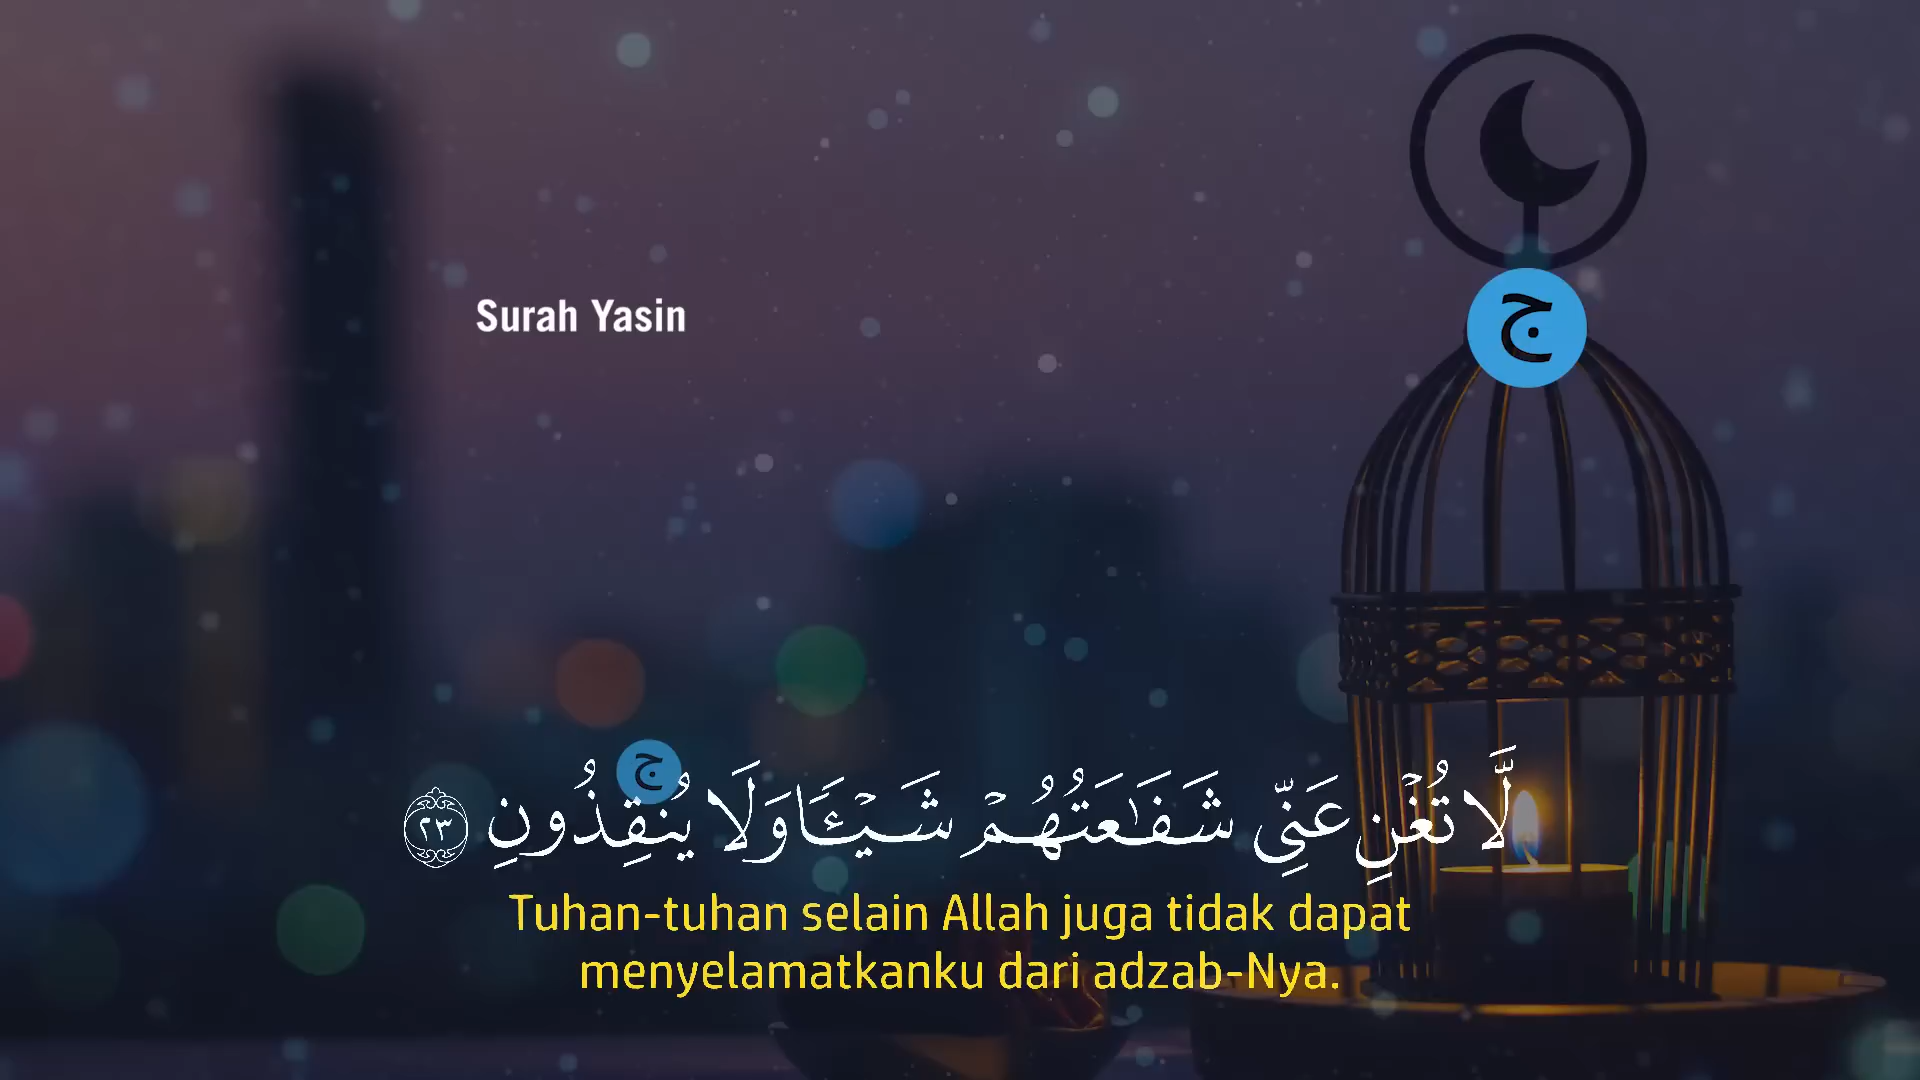 Surah Yasin
ج
ج
لَّا تُغْنِ عَنِّي شَفَـٰعَتُهُمْ شَيْـًٔا وَلَا يُنقِذُونِ ٢٣
Tuhan-tuhan selain Allah juga tidak dapat
menyelamatkanku dari adzab-Nya.